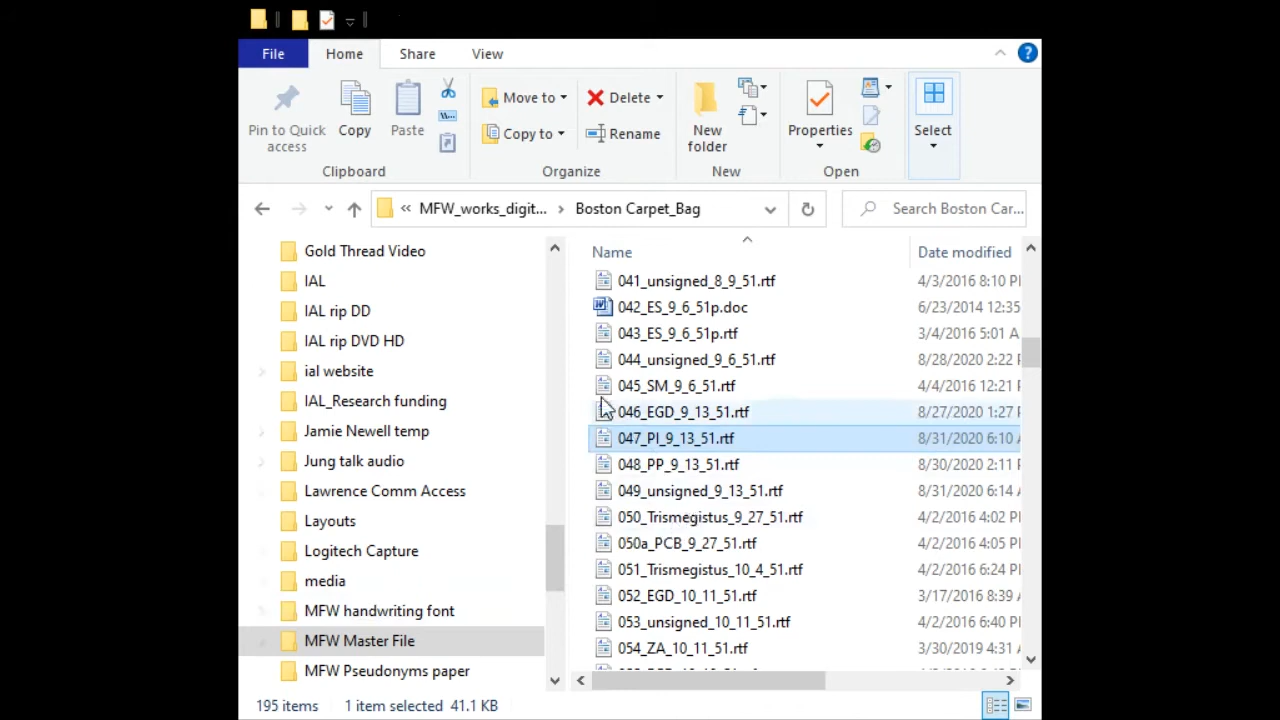 File Home Share View
Pin to Quick access
Copy
Paste
Move to
Copy to
Delete
Rename
New folder
Properties
Select
Clipboard Organize New Open
« MFW_works_digit... > Boston Carpet_Bag
Search Boston Car...
Gold Thread Video
IAL
IAL rip DD
IAL rip DVD HD
ial website
IAL_Research funding
Jamie Newell temp
Jung talk audio
Lawrence Comm Access
Layouts
Logitech Capture
media
MFW handwriting font
MFW Master File
MFW Pseudonyms paper
Name Date modified
041_unsigned_8_9_51.rtf 4/3/2016 8:10 P
042_ES_9_6_51p.doc 6/23/2014 12:35
043_ES_9_6_51p.rtf 3/4/2016 5:01 A
044_unsigned_9_6_51.rtf 8/28/2020 2:22
045_SM_9_6_51.rtf 4/4/2016 12:21
046_EGD_9_13_51.rtf 8/27/2020 1:27
047_PI_9_13_51.rtf 8/31/2020 6:10
048_PP_9_13_51.rtf 8/30/2020 2:11
049_unsigned_9_13_51.rtf 8/31/2020 6:14
050_Trismegistus_9_27_51.rtf 4/2/2016 4:02 P
050a_PCB_9_27_51.rtf 4/2/2016 4:05 P
051_Trismegistus_10_4_51.rtf 4/2/2016 6:24 P
052_EGD_10_11_51.rtf 3/17/2016 8:39
053_unsigned_10_11_51.rtf 4/2/2016 6:40 P
054_ZA_10_11_51.rtf 3/30/2019 4:31
195 items 1 item selected 41.1 KB